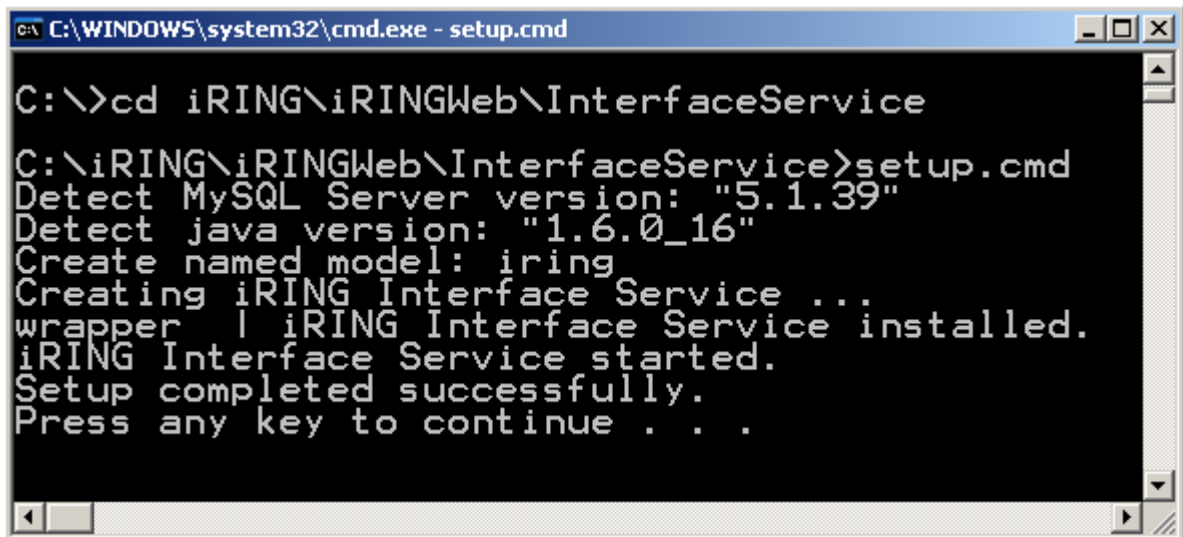 C:\WINDOWS\system32\cmd.exe - setup.cmd
C:\>cd iRING\iRINGWeb\InterfaceService
C:\iRING\iRINGWeb\InterfaceService>setup.cmd
Detect MySQL Server version: "5.1.39"
Detect java version: "1.6.0_16"
Create named model: iring
Creating iRING Interface Service ...
wrapper  | iRING Interface Service installed.
iRING Interface Service started.
Setup completed successfully.
Press any key to continue . . .